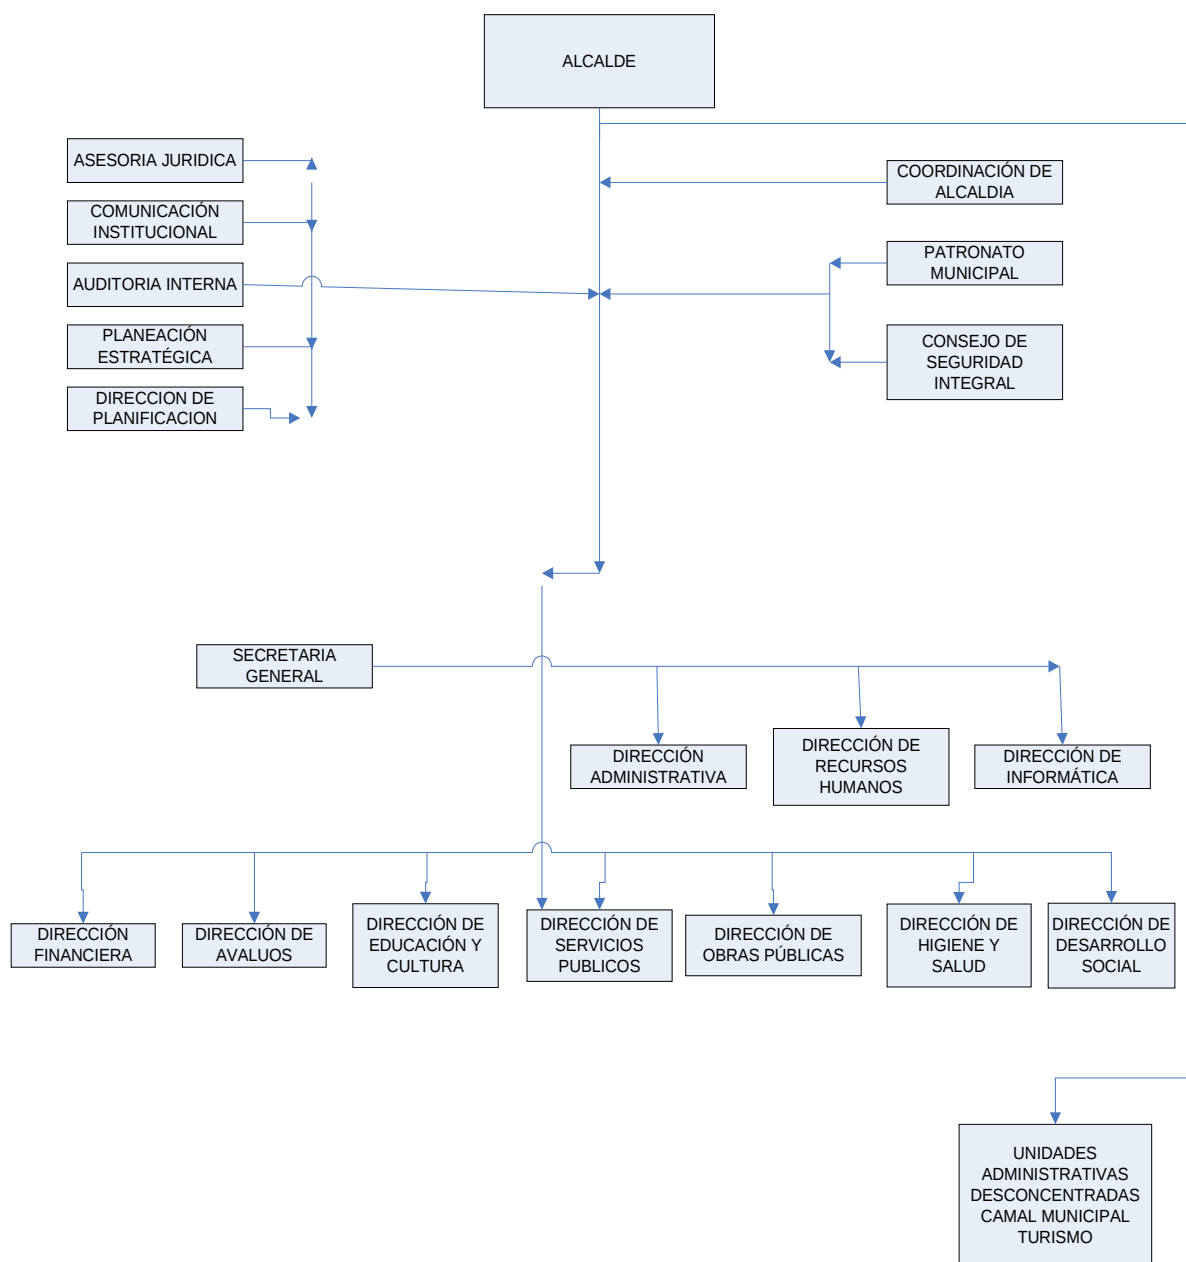 ALCALDE
ASESORIA JURIDICA
COMUNICACIÓN
INSTITUCIONAL
AUDITORIA INTERNA
PLANEACIÓN
ESTRATÉGICA
DIRECCION DE
PLANIFICACION
COORDINACIÓN DE
ALCALDIA
PATRONATO
MUNICIPAL
CONSEJO DE
SEGURIDAD
INTEGRAL
SECRETARIA
GENERAL
DIRECCIÓN
ADMINISTRATIVA
DIRECCIÓN DE
RECURSOS
HUMANOS
DIRECCIÓN DE
INFORMÁTICA
DIRECCIÓN
FINANCIERA
DIRECCIÓN DE
AVALUOS
DIRECCIÓN DE
EDUCACIÓN Y
CULTURA
DIRECCIÓN DE
SERVICIOS
PUBLICOS
DIRECCIÓN DE
OBRAS PÚBLICAS
DIRECCIÓN DE
HIGIENE Y
SALUD
DIRECCIÓN DE
DESARROLLO
SOCIAL
UNIDADES
ADMINISTRATIVAS
DESCONCENTRADAS
CAMAL MUNICIPAL
TURISMO